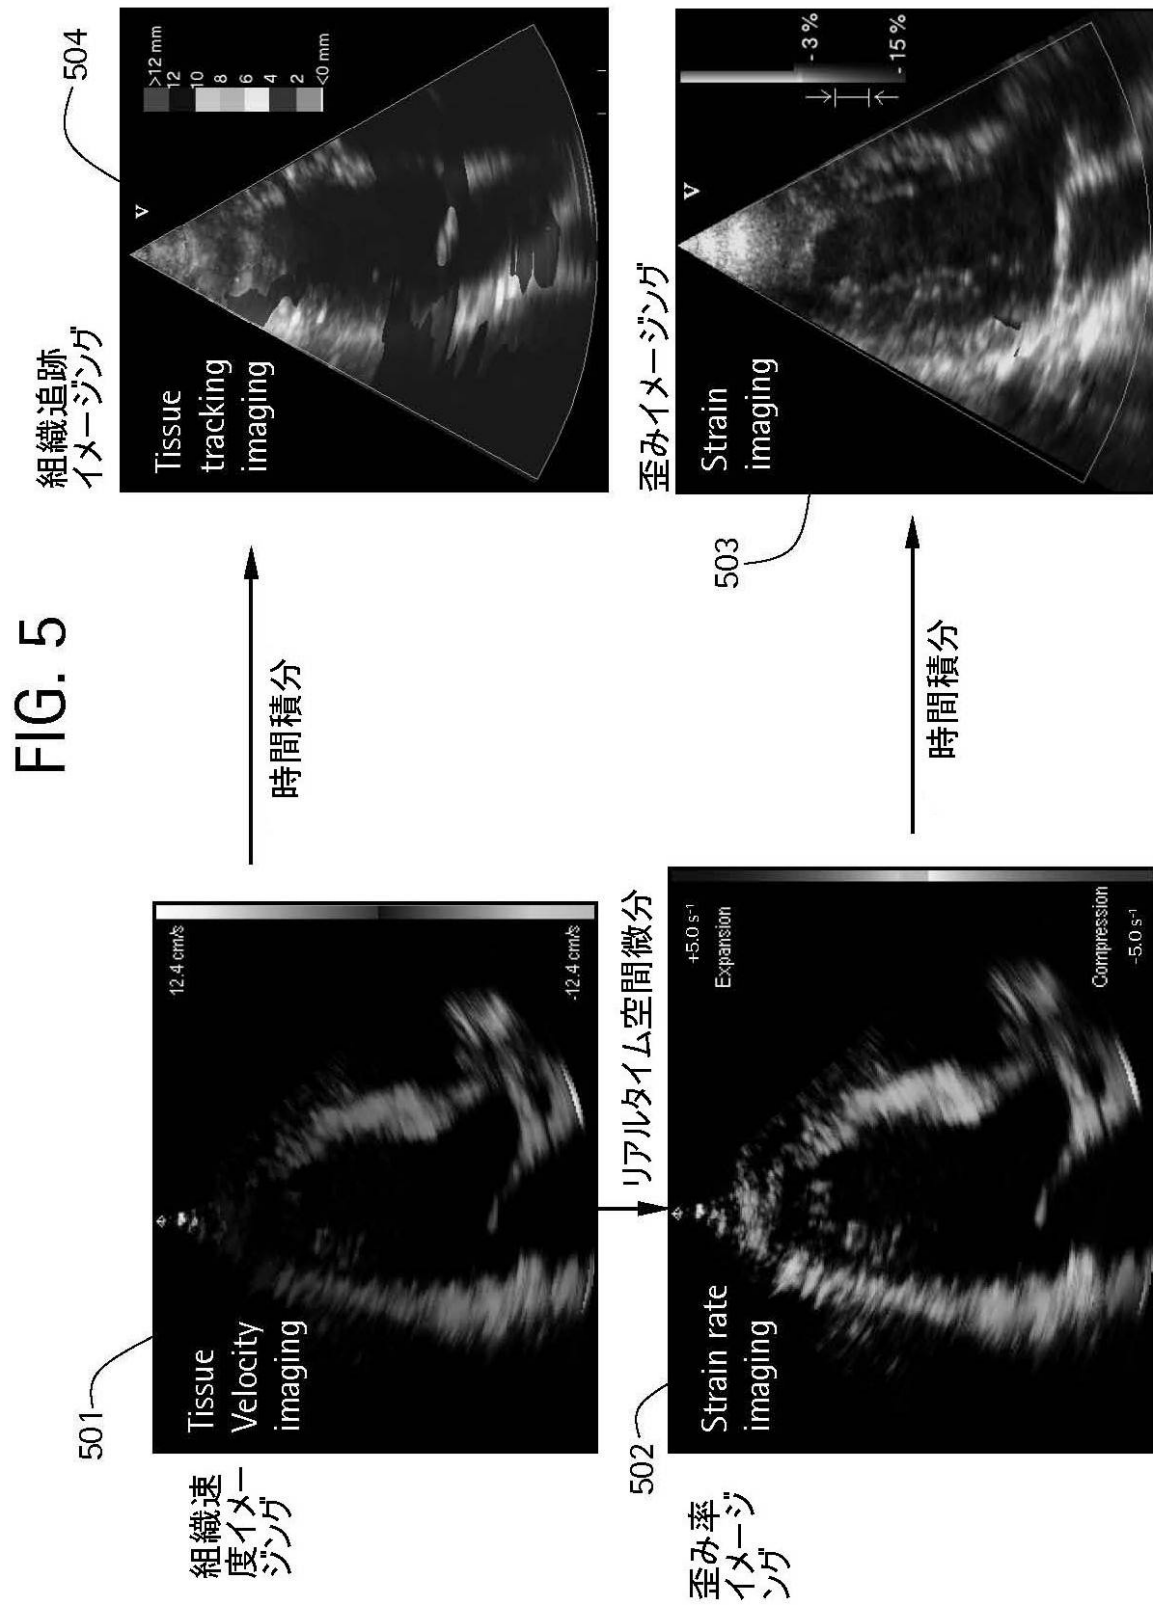 FIG. 5
501
組織速
度イメー
ジング
Tissue
Velocity
imaging
12.4 cm/s
-12.4 cm/s
時間積分
組織追跡
イメージング
504
Tissue
tracking
imaging
V
>12 mm
12
10
8
6
4
2
<0 mm
リアルタイム空間微分
502
歪み率
イメージ
ング
Strain rate
imaging
+5.0 s⁻¹
Expansion
Compression
-5.0 s⁻¹
時間積分
503
歪みイメージング
Strain
imaging
V
- 3 %
- 15 %